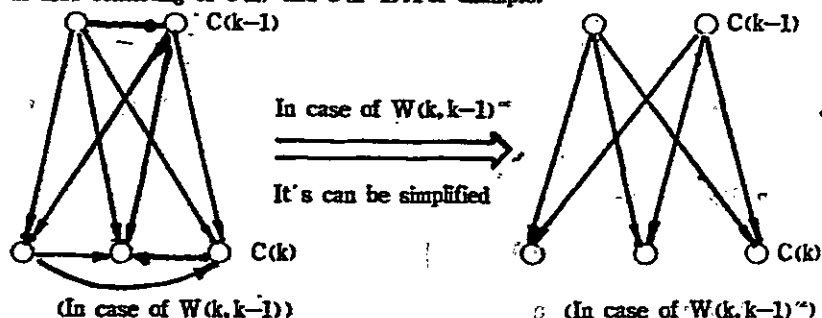 C(k−1) C(k−1)
In case of W(k,k−1)~
It's can be simplified
C(k) C(k)
(In case of W(k,k−1)) (In case of W(k,k−1)~)